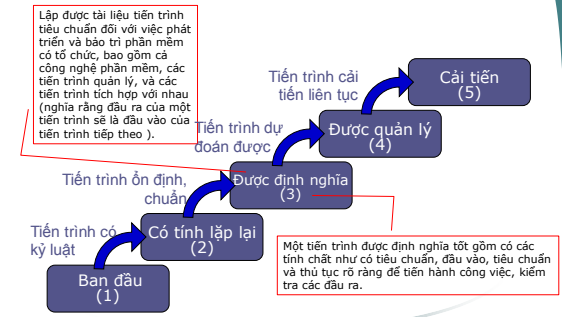 Lập được tài liệu tiến trình
tiêu chuẩn đối với việc phát
triển và bảo trì phần mềm
có tổ chức, bao gồm cả
công nghệ phần mềm, các
tiến trình quản lý, và các
tiến trình tích hợp với nhau
(nghĩa rằng đầu ra của một
tiến trình sẽ là đầu vào của
tiến trình tiếp theo ).
Tiến trình cải
tiến liên tục
Cải tiến
(5)
Tiến trình dự
đoán được
Được quản lý
(4)
Tiến trình ổn định,
chuẩn
Được định nghĩa
(3)
Tiến trình có
kỷ luật
Có tính lặp lại
(2)
Ban đầu
(1)
Một tiến trình được định nghĩa tốt gồm có các
tính chất như có tiêu chuẩn, đầu vào, tiêu chuẩn
và thủ tục rõ ràng để tiến hành công việc, kiểm
tra các đầu ra.